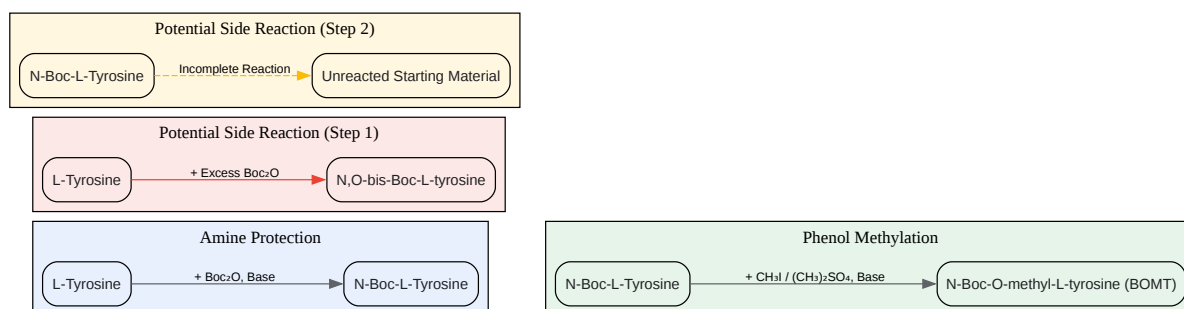 Potential Side Reaction (Step 2)
N-Boc-L-Tyrosine
Incomplete Reaction
Unreacted Starting Material
Potential Side Reaction (Step 1)
L-Tyrosine
+ Excess Boc₂O
N,O-bis-Boc-L-tyrosine
Amine Protection
L-Tyrosine
+ Boc₂O, Base
N-Boc-L-Tyrosine
Phenol Methylation
N-Boc-L-Tyrosine
+ CH₃I / (CH₃)₂SO₄, Base
N-Boc-O-methyl-L-tyrosine (BOMT)